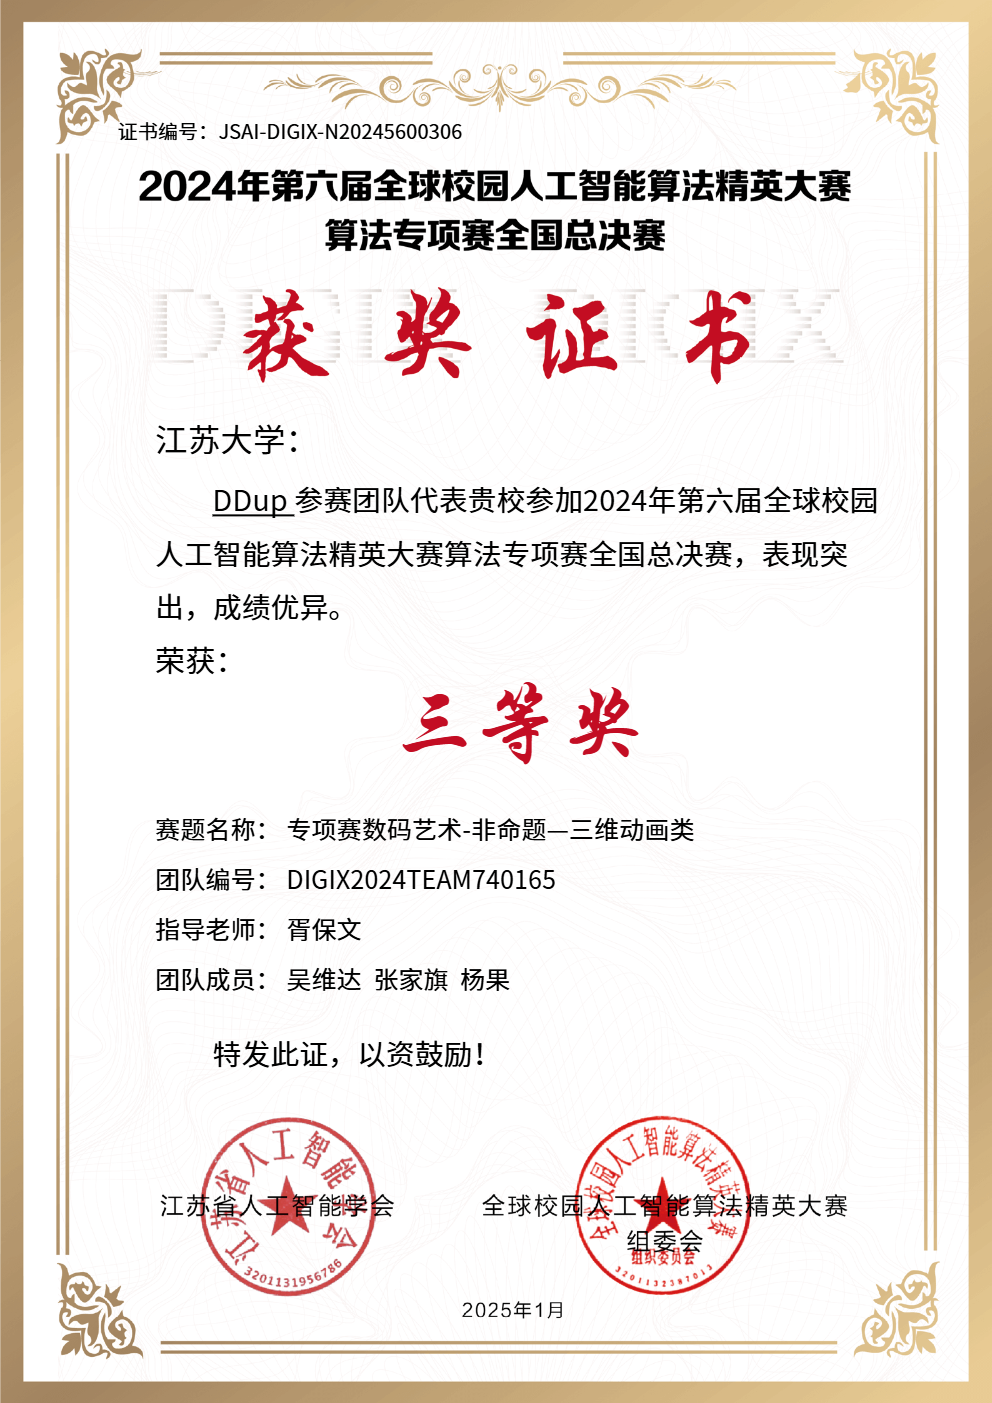 证书编号：JSAI-DIGIX-N20245600306
2024年第六届全球校园人工智能算法精英大赛
算法专项赛全国总决赛
DIGIX DIGIX
获奖证书
江苏大学：
DDup 参赛团队代表贵校参加2024年第六届全球校园
人工智能算法精英大赛算法专项赛全国总决赛，表现突
出，成绩优异。
荣获：
三等奖
赛题名称： 专项赛数码艺术-非命题—三维动画类
团队编号： DIGIX2024TEAM740165
指导老师： 胥保文
团队成员： 吴维达 张家旗 杨果
特发此证，以资鼓励！
江苏省人工智能学会
3201131956786
江苏省人工智能学会
全球校园人工智能算法精英大赛
组织委员会
全球校园人工智能算法精英大赛
组委会
2025年1月